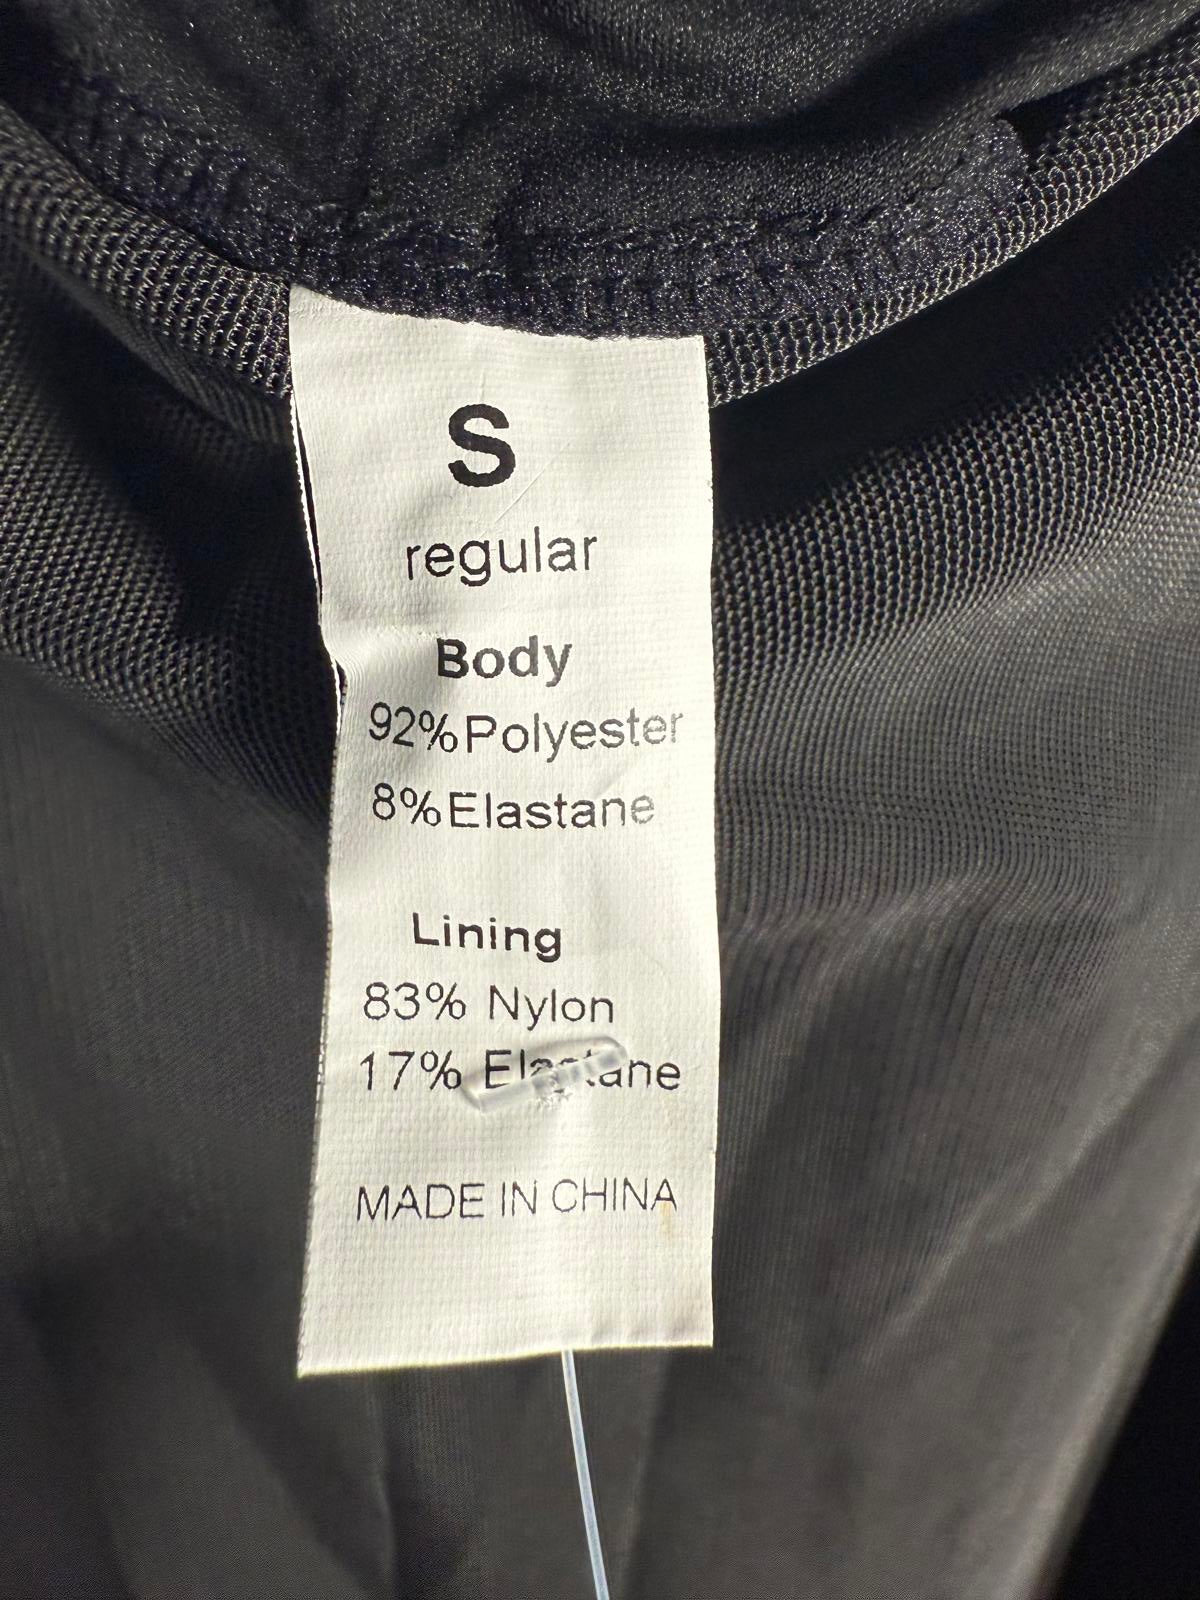 S
regular
Body
92%Polyester
8%Elastane
Lining
83% Nylon
17% Elastane
MADE IN CHINA